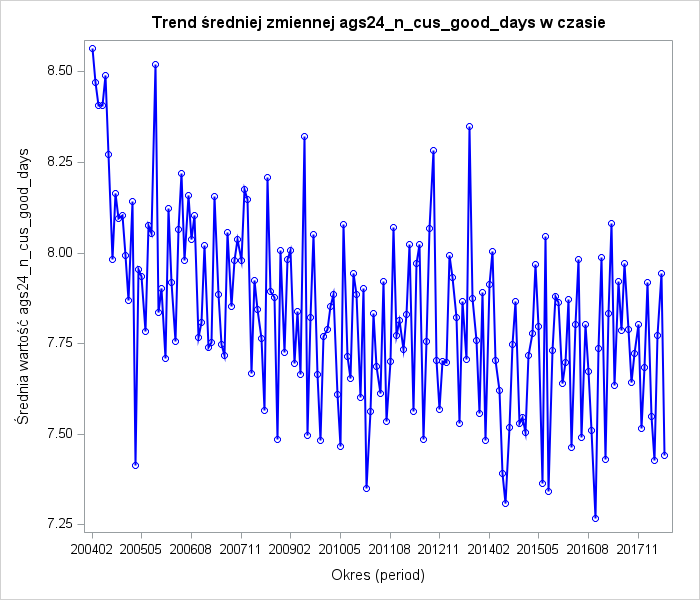 Trend średniej zmiennej ags24_n_cus_good_days w czasie
Średnia wartość ags24_n_cus_good_days
8.50
8.25
8.00
7.75
7.50
7.25
200402 200505 200608 200711 200902 201005 201108 201211 201402 201505 201608 201711
Okres (period)